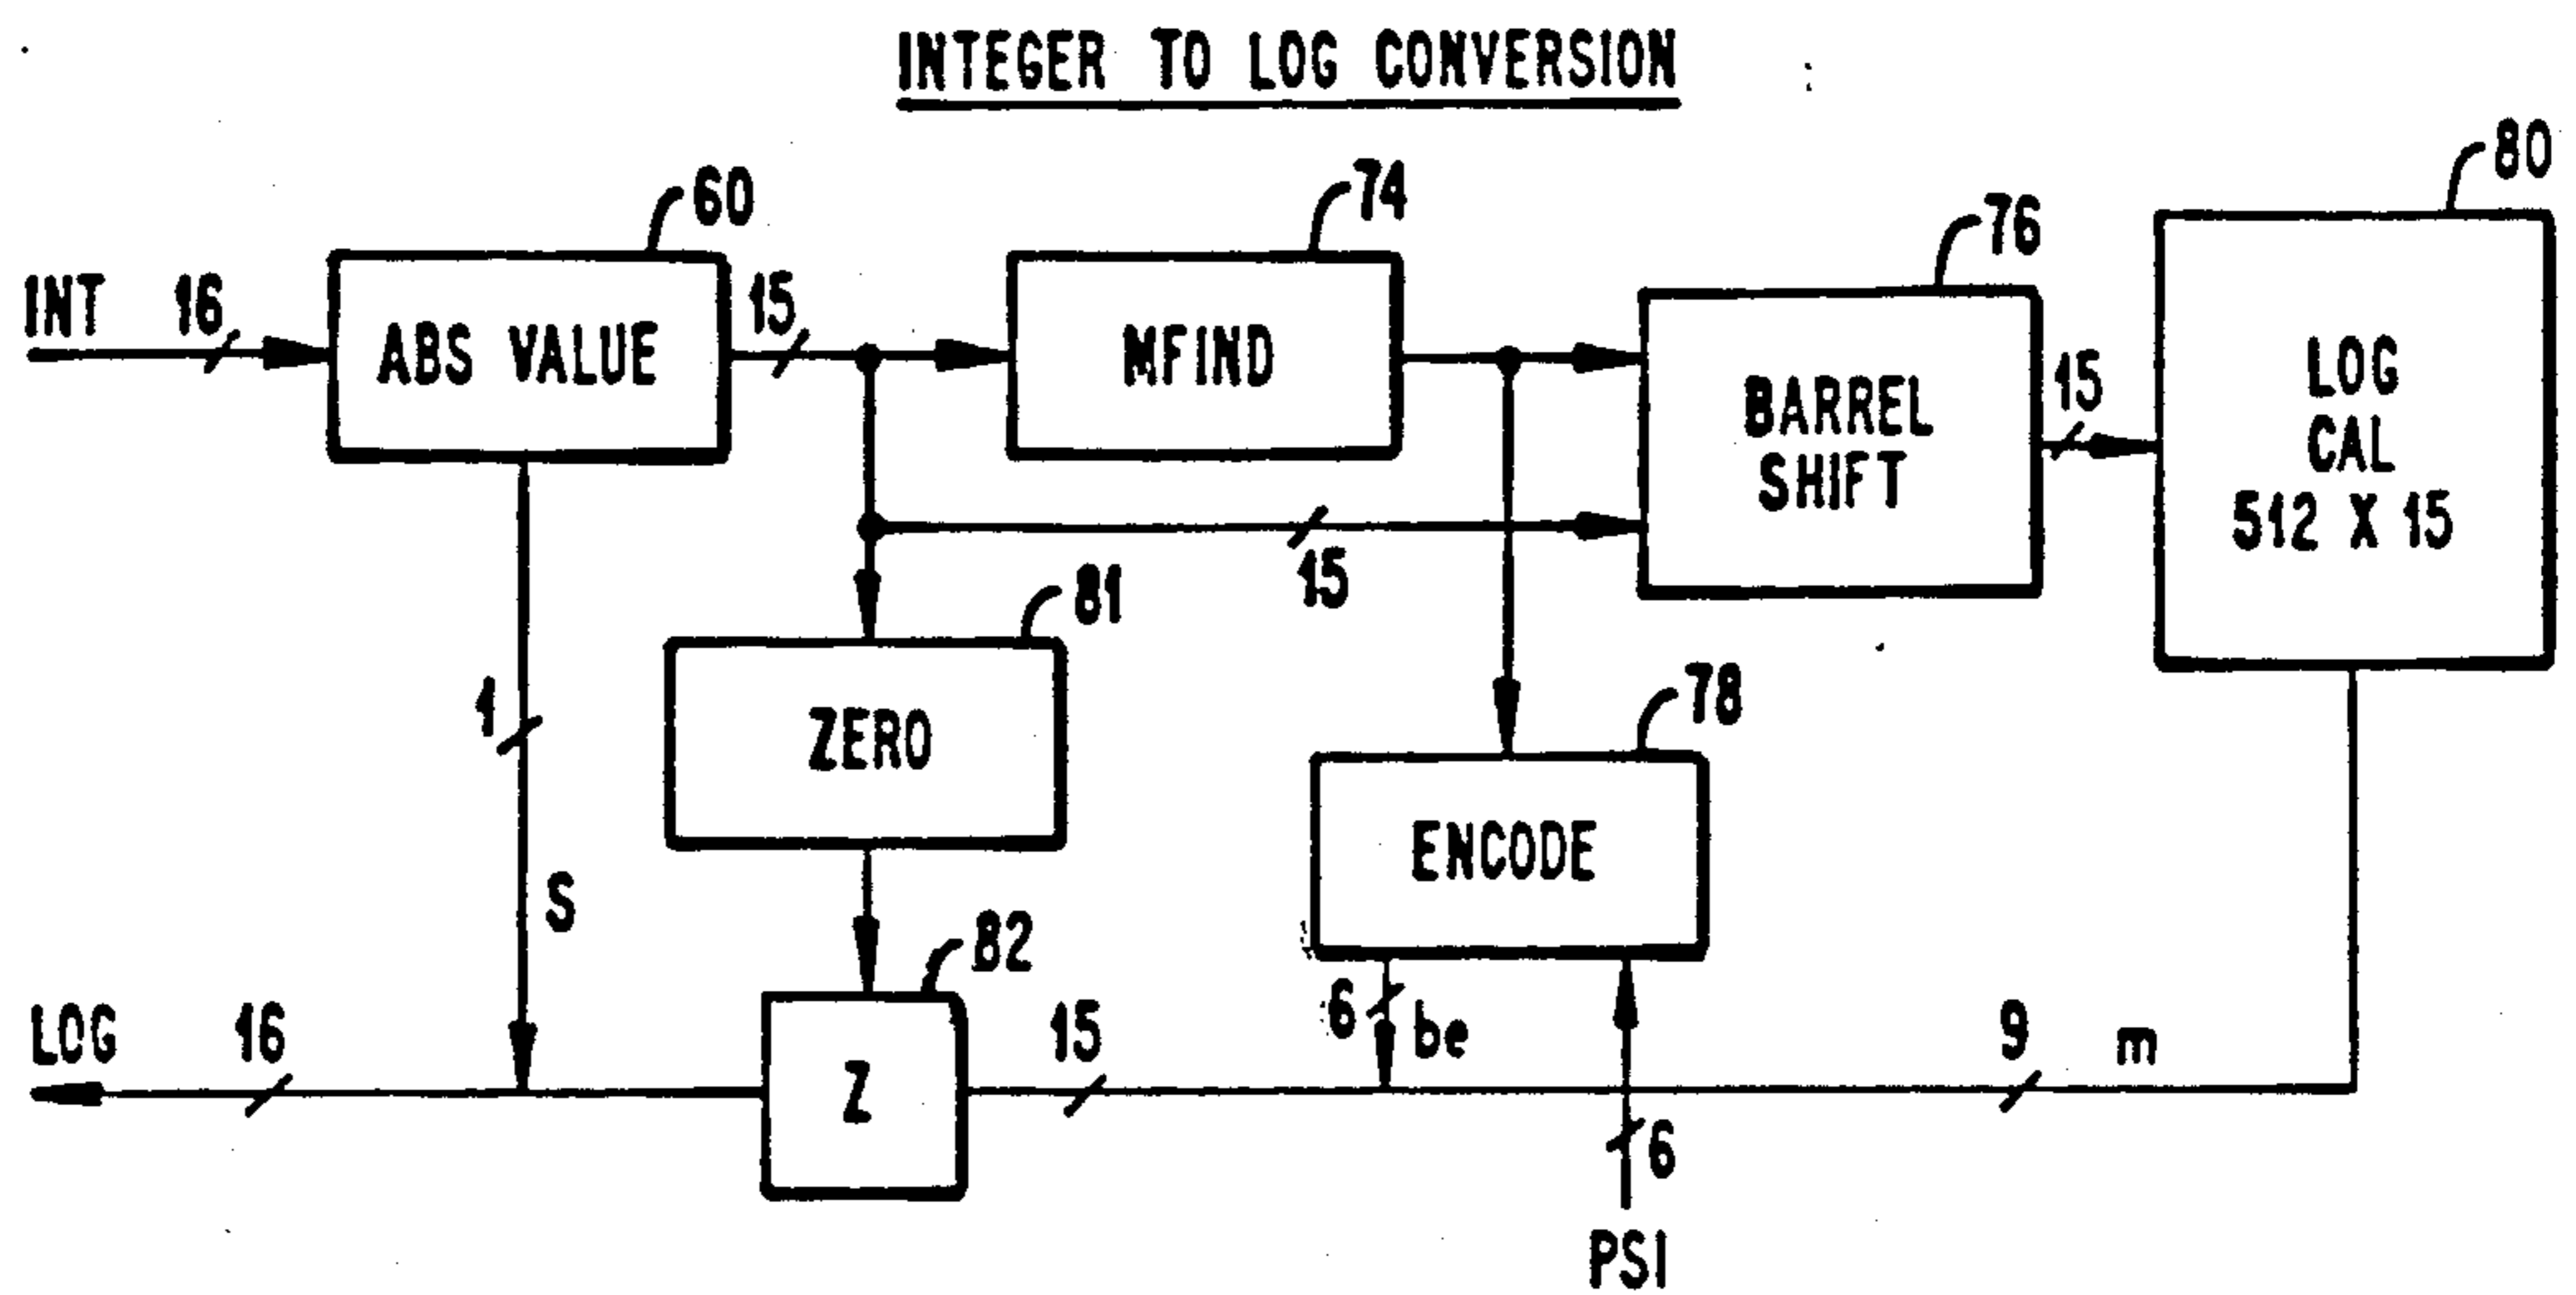 INTEGER TO LOG CONVERSION
60
74
76
80
INT 16
ABS VALUE
15
MFIND
BARREL
SHIFT
15
LOG
CAL
512 X 15
15
81
1
ZERO
78
ENCODE
S
82
LOG 16
Z
15
6 be
9 m
6
PSI